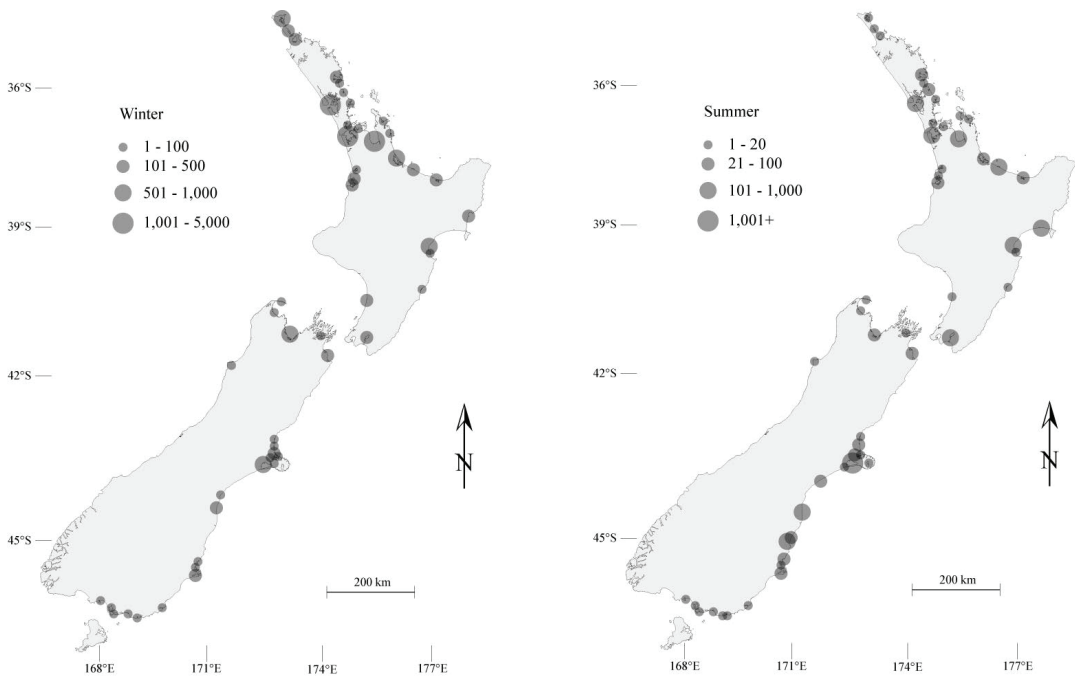 36°S
Winter
1 - 100
101 - 500
501 - 1,000
1,001 - 5,000
39°S
42°S
N
45°S
200 km
168°E
171°E
174°E
177°E
36°S
Summer
1 - 20
21 - 100
101 - 1,000
1,001+
39°S
42°S
N
45°S
200 km
168°E
171°E
174°E
177°E